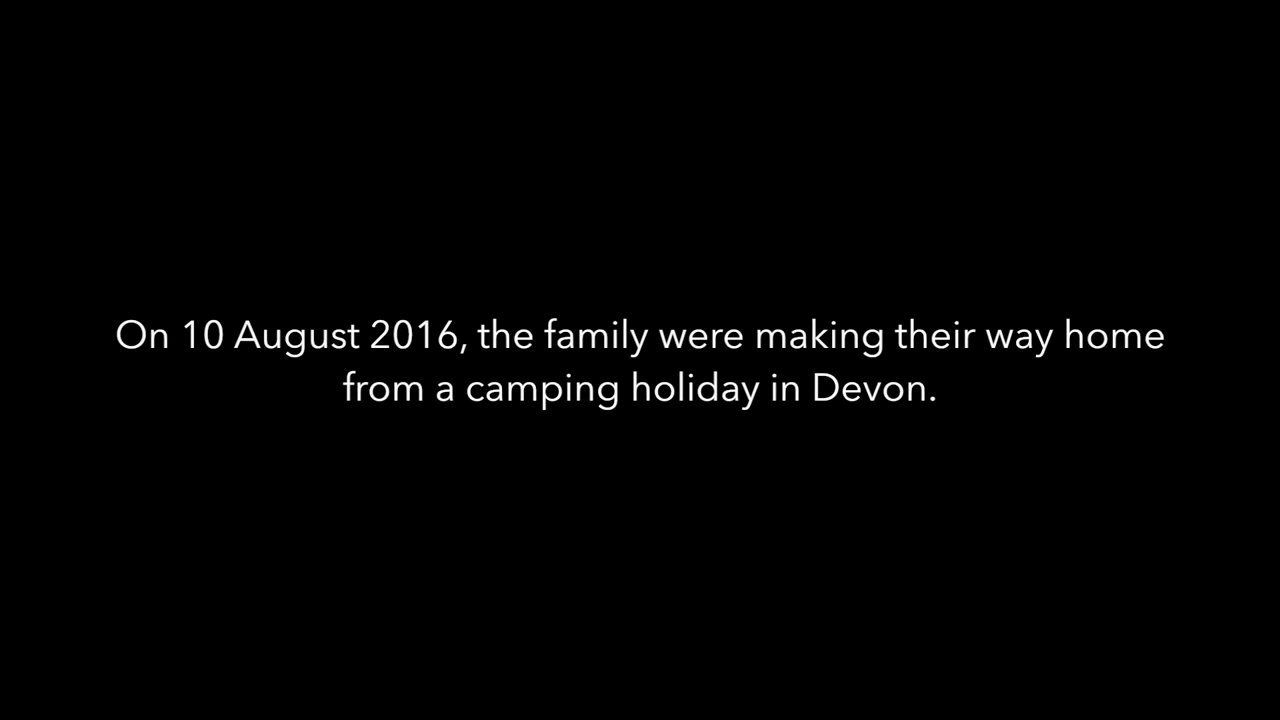 On 10 August 2016, the family were making their way home
from a camping holiday in Devon.